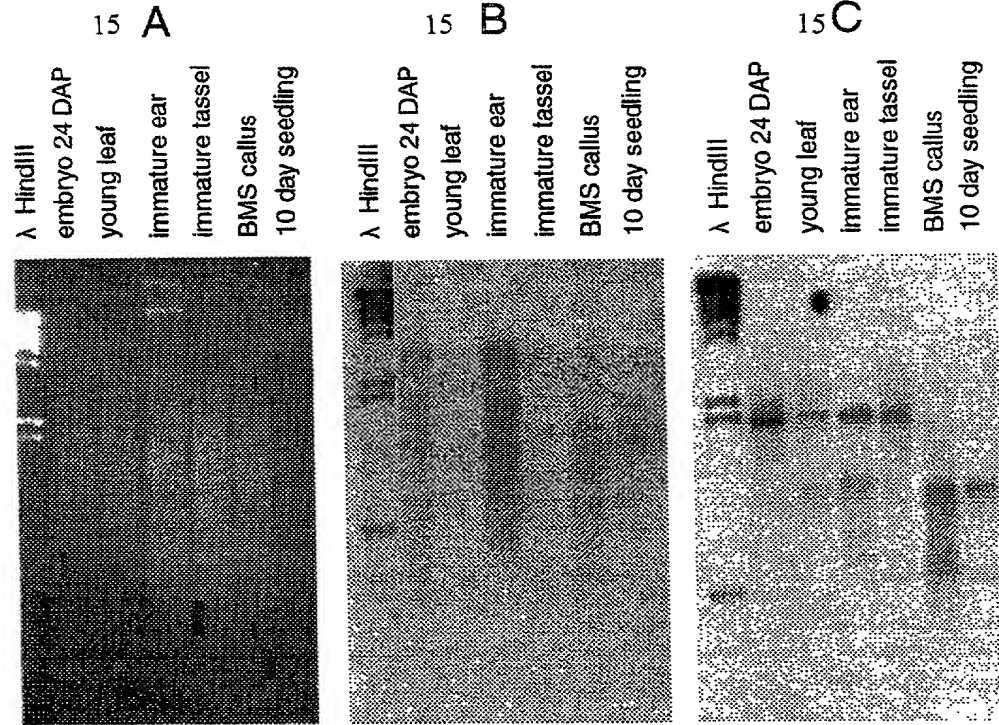 15 A
λ HindIII
embryo 24 DAP
young leaf
immature ear
immature tassel
BMS callus
10 day seedling
15 B
λ HindIII
embryo 24 DAP
young leaf
immature ear
immature tassel
BMS callus
10 day seedling
15 C
λ HindIII
embryo 24 DAP
young leaf
immature ear
immature tassel
BMS callus
10 day seedling